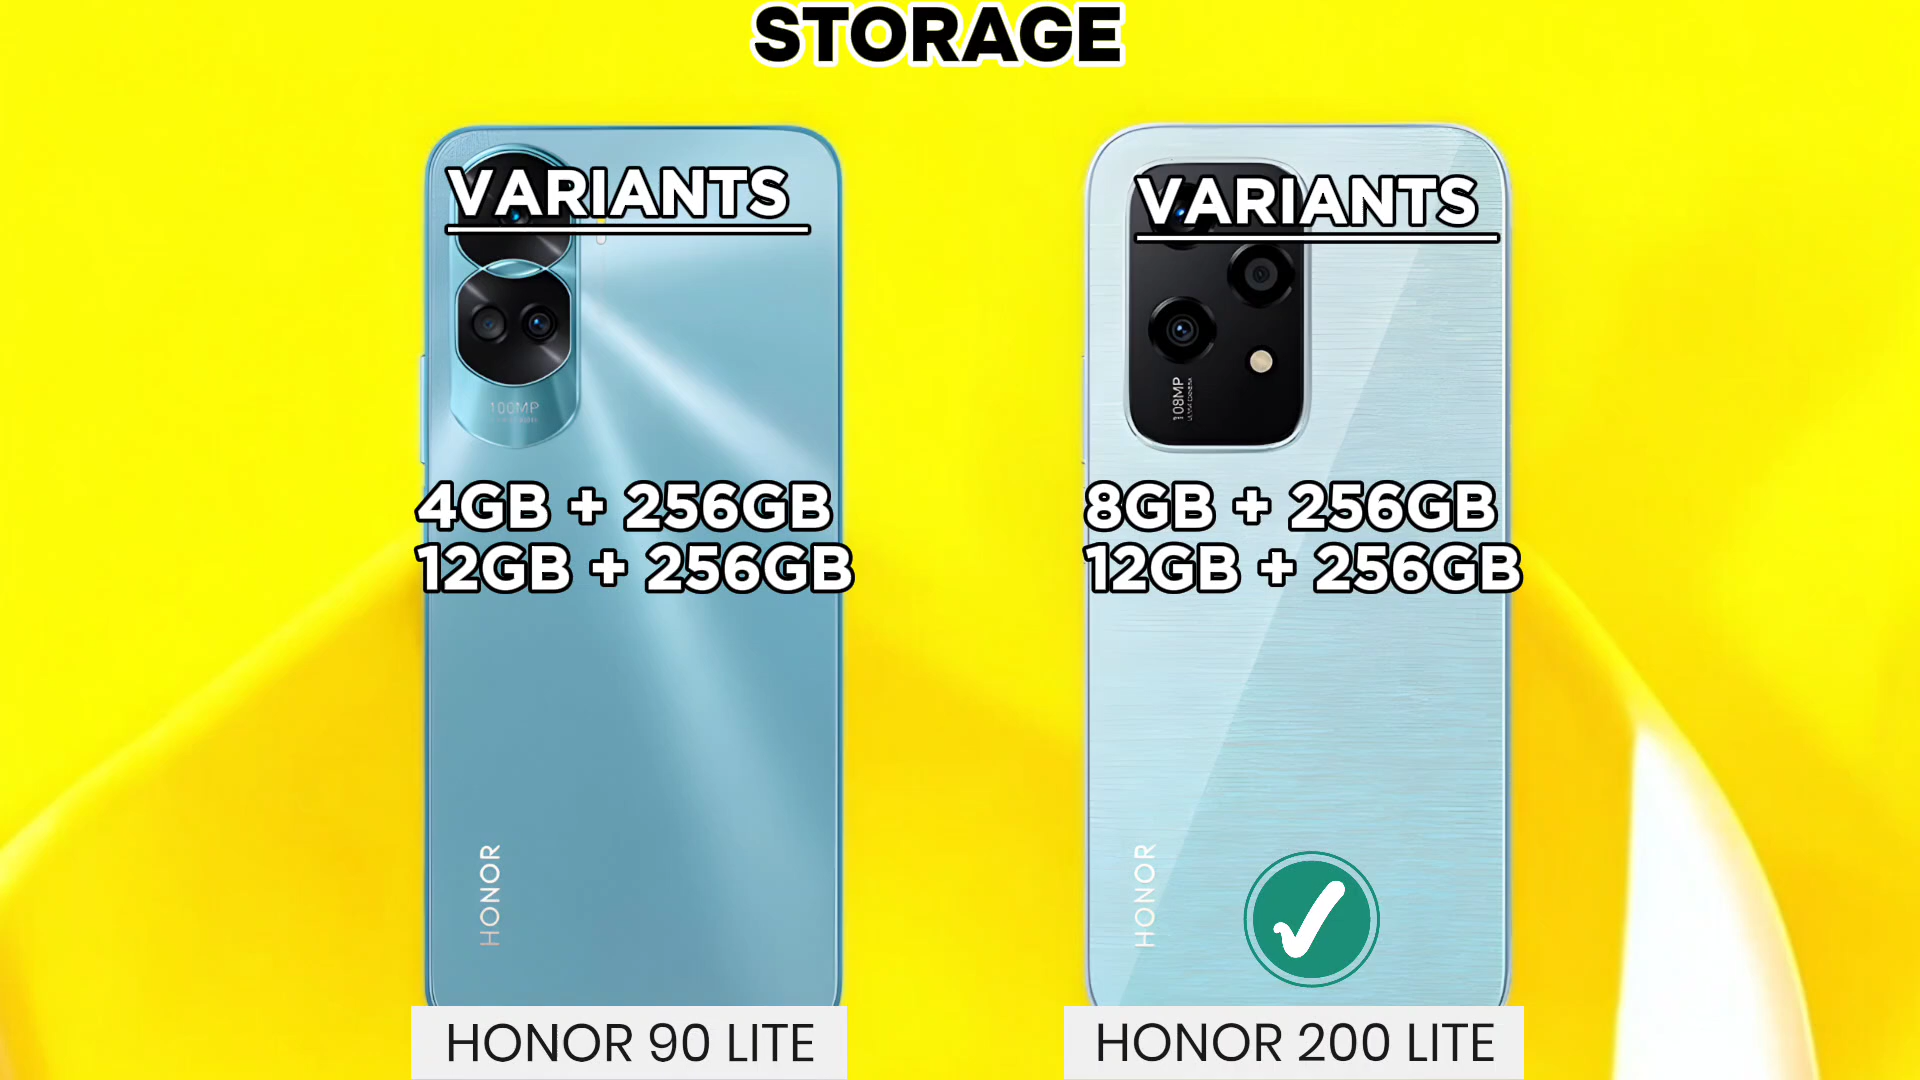 STORAGE
VARIANTS
VARIANTS
100MP
108MP
4GB + 256GB
12GB + 256GB
8GB + 256GB
12GB + 256GB
HONOR
HONOR
HONOR 90 LITE
HONOR 200 LITE